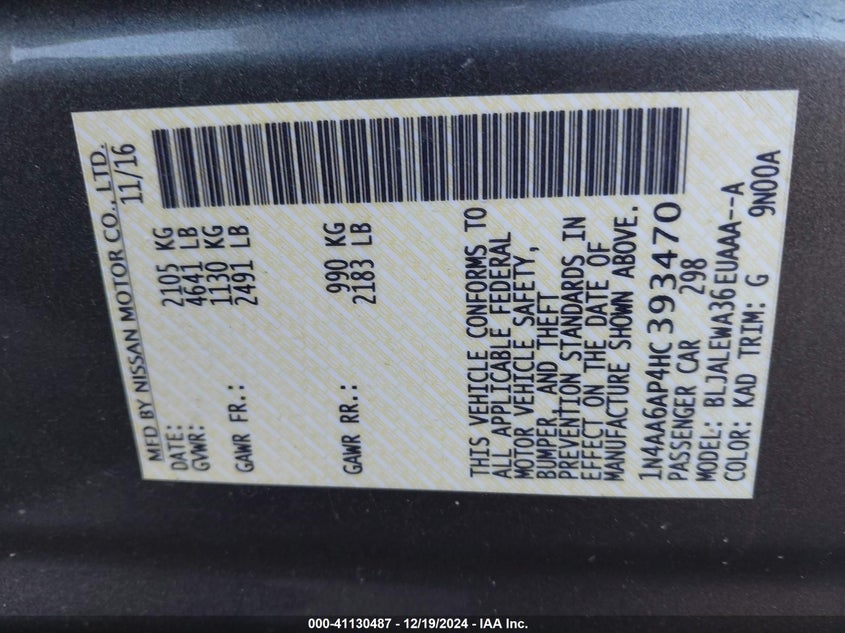 MFD BY NISSAN MOTOR CO., LTD.
DATE: 11/16
GVWR: 2105 KG
4641 LB
GAWR FR.: 1130 KG
2491 LB
GAWR RR.: 990 KG
2183 LB
THIS VEHICLE CONFORMS TO
ALL APPLICABLE FEDERAL
MOTOR VEHICLE SAFETY,
BUMPER, AND THEFT
PREVENTION STANDARDS IN
EFFECT ON THE DATE OF
MANUFACTURE SHOWN ABOVE.
1N4AA6AP4HC393470
PASSENGER CAR 298
MODEL: BLJALEWA36EUAAA--A
COLOR: KAD TRIM: G 9N00A
000-41130487 - 12/19/2024 - IAA Inc.